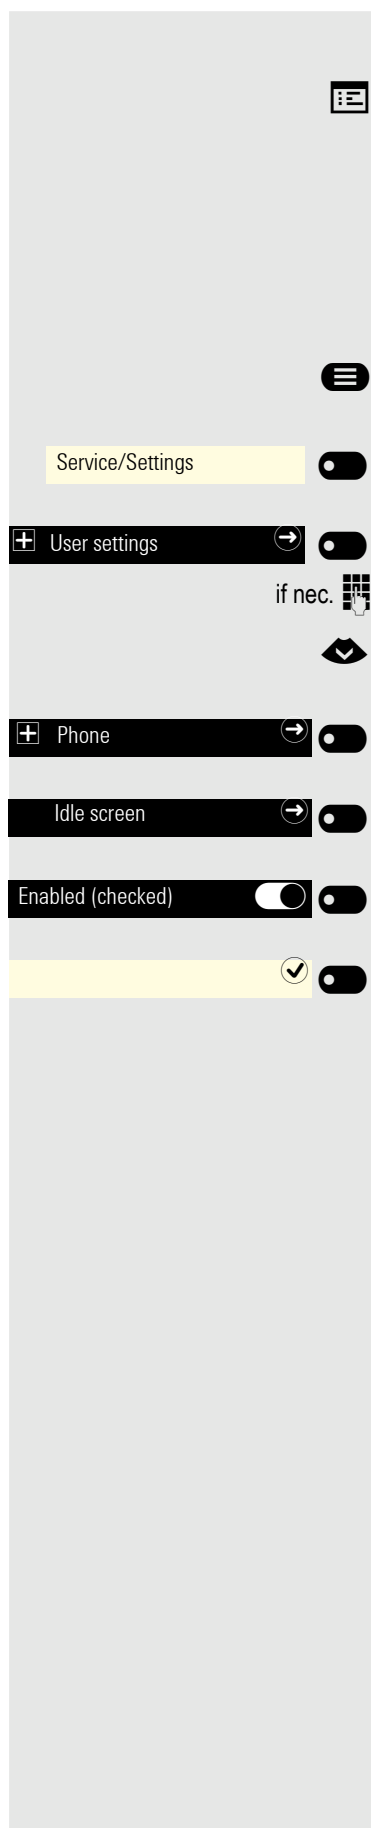 Service/Settings
User settings
if nec.
Phone
Idle screen
Enabled (checked)